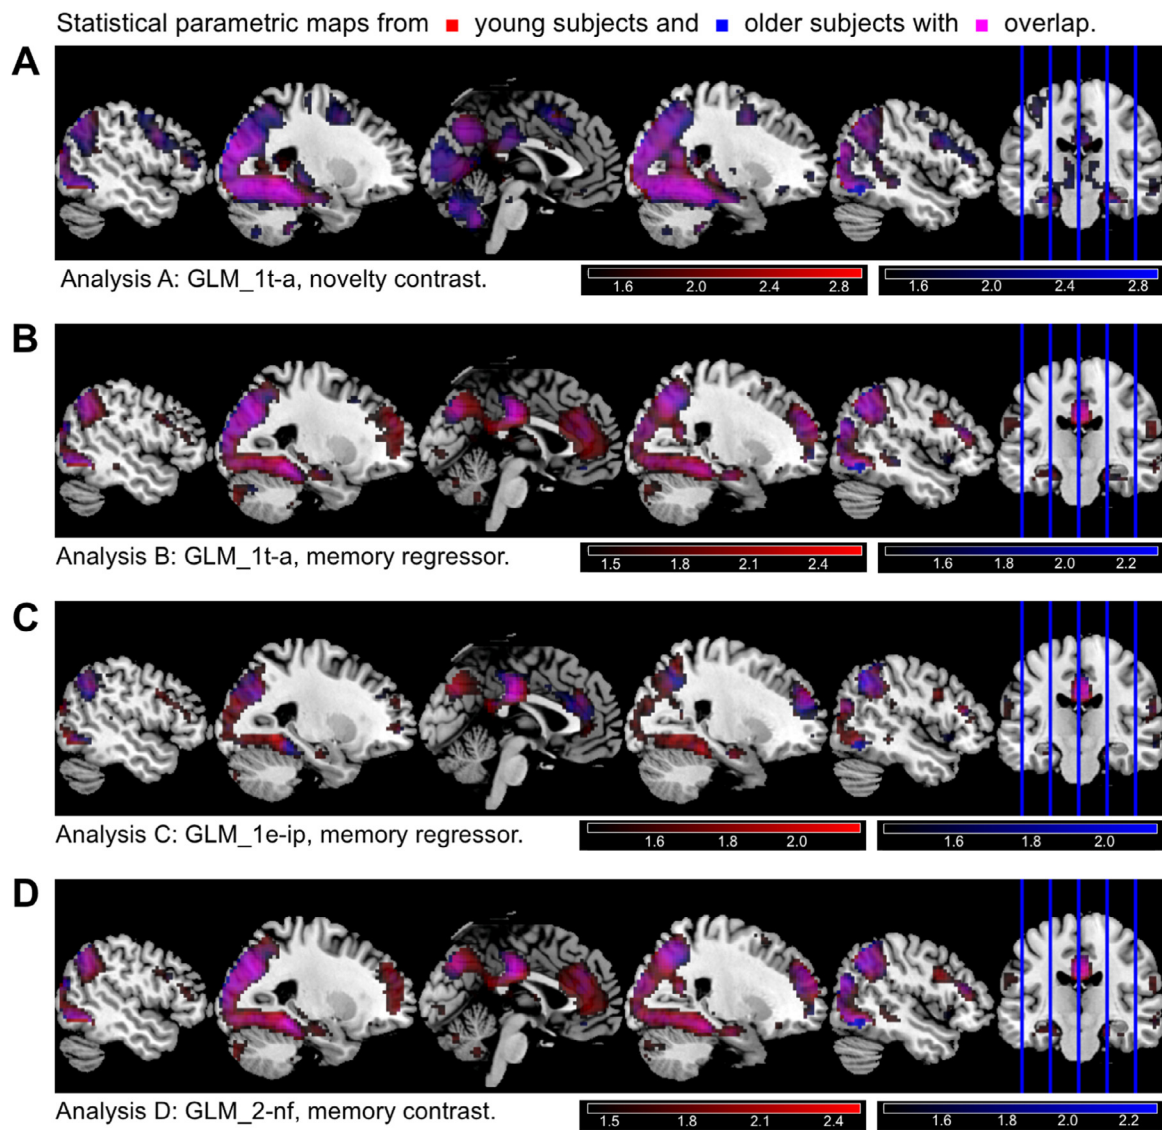 Statistical parametric maps from young subjects and older subjects with overlap.
A
Analysis A: GLM_1t-a, novelty contrast.
1.6 2.0 2.4 2.8
1.6 2.0 2.4 2.8
B
Analysis B: GLM_1t-a, memory regressor.
1.5 1.8 2.1 2.4
1.6 1.8 2.0 2.2
C
Analysis C: GLM_1e-ip, memory regressor.
1.6 1.8 2.0
1.6 1.8 2.0
D
Analysis D: GLM_2-nf, memory contrast.
1.5 1.8 2.1 2.4
1.6 1.8 2.0 2.2